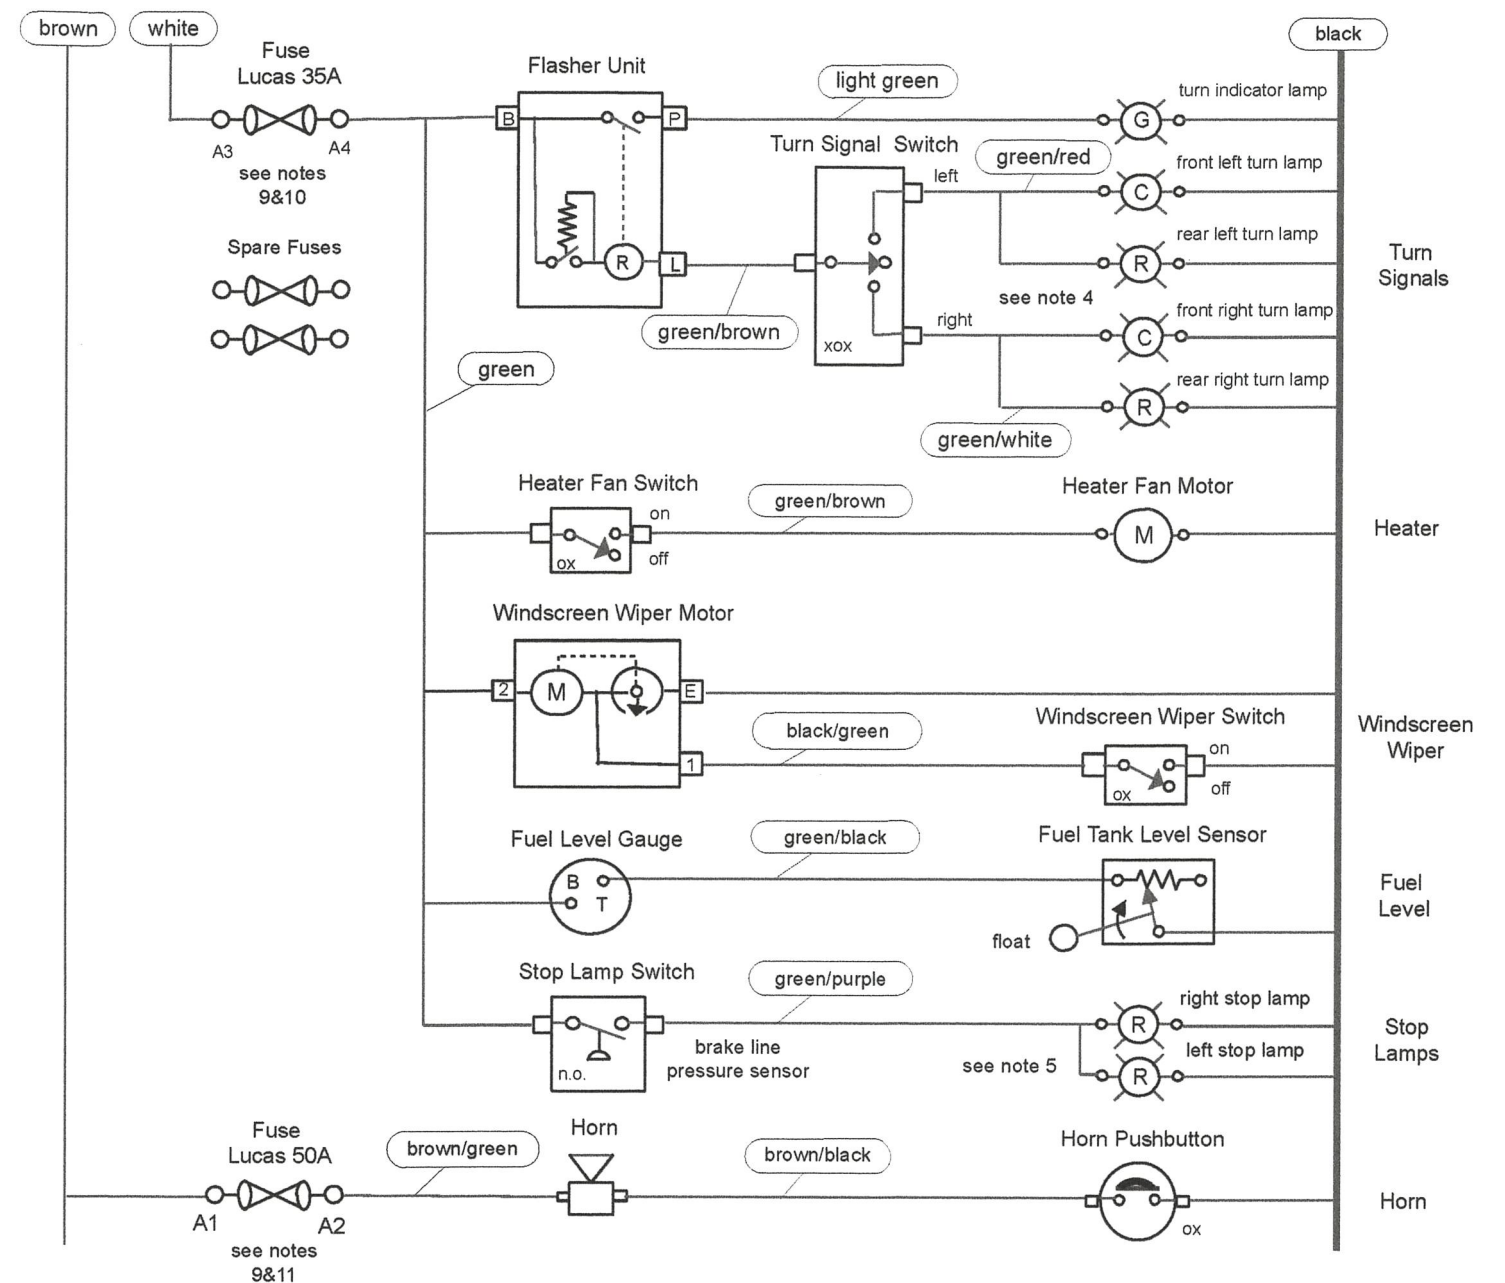 brown
white
black
Fuse
Lucas 35A
A3
A4
see notes
9&10
Spare Fuses
Flasher Unit
B
P
R
L
light green
Turn Signal Switch
left
right
xox
green/red
green/brown
green/white
see note 4
turn indicator lamp
G
front left turn lamp
C
rear left turn lamp
R
front right turn lamp
C
rear right turn lamp
R
Turn
Signals
green
Heater Fan Switch
on
off
ox
green/brown
Heater Fan Motor
M
Heater
Windscreen Wiper Motor
2
M
E
1
black/green
Windscreen Wiper Switch
on
off
ox
Windscreen
Wiper
Fuel Level Gauge
B
T
green/black
Fuel Tank Level Sensor
float
Fuel
Level
Stop Lamp Switch
n.o.
green/purple
brake line
pressure sensor
see note 5
right stop lamp
R
left stop lamp
R
Stop
Lamps
Fuse
Lucas 50A
A1
A2
see notes
9&11
brown/green
Horn
brown/black
Horn Pushbutton
ox
Horn